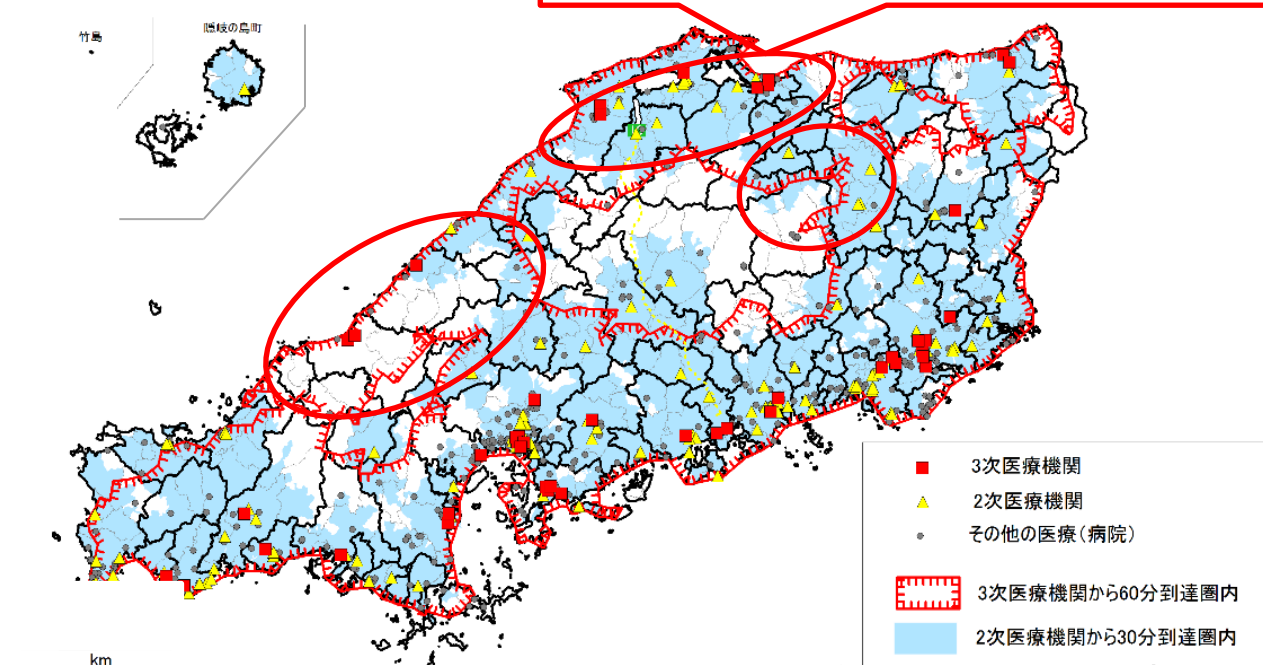 竹島
隠岐の島町
3次医療機関
2次医療機関
その他の医療(病院)
3次医療機関から60分到達圏内
2次医療機関から30分到達圏内
km